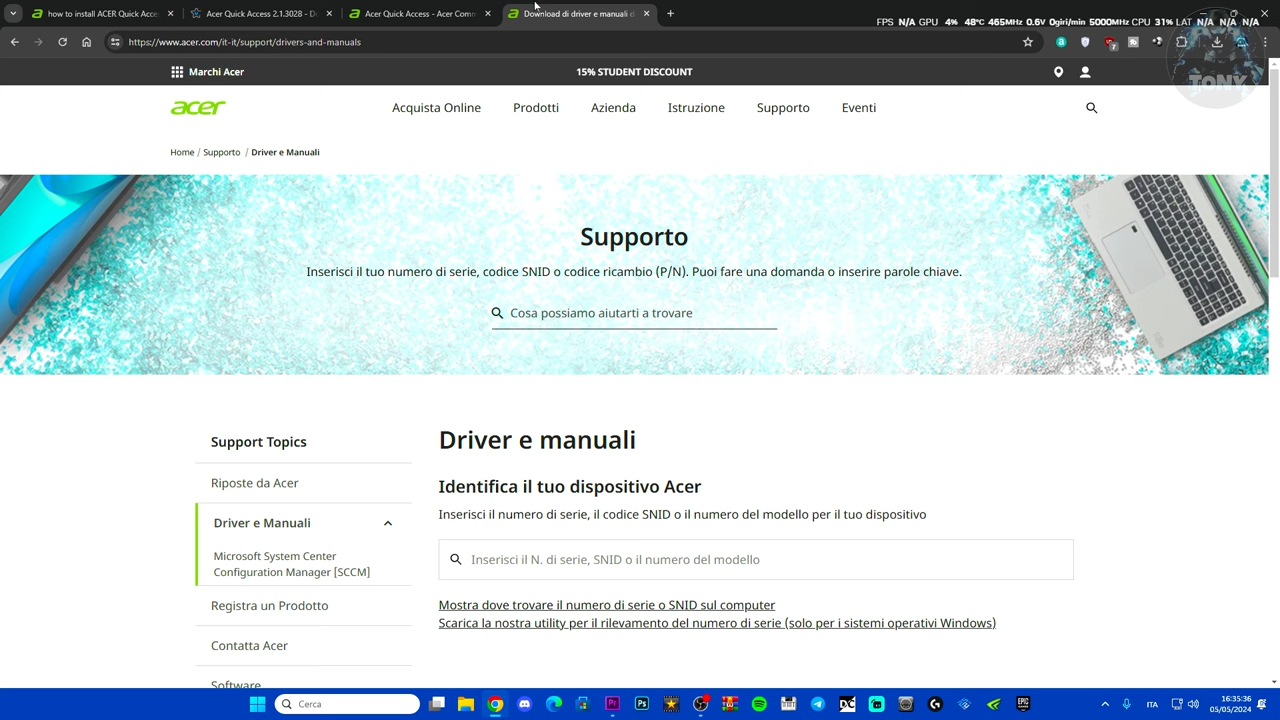 how to install ACER Quick Acces
Acer Quick Access 2.1.3028 - Do
Acer Quick Access - Acer Com
Download di driver e manuali d
FPS N/A GPU 4% 48°C 465MHz 0.6V 0giri/min 5000MHz CPU 31% LAT N/A N/A N/A
https://www.acer.com/it-it/support/drivers-and-manuals
TONY
Marchi Acer
15% STUDENT DISCOUNT
acer
Acquista Online
Prodotti
Azienda
Istruzione
Supporto
Eventi
Home / Supporto / Driver e Manuali
Supporto
Inserisci il tuo numero di serie, codice SNID o codice ricambio (P/N). Puoi fare una domanda o inserire parole chiave.
Cosa possiamo aiutarti a trovare
Support Topics
Riposte da Acer
Driver e Manuali
Microsoft System Center
Configuration Manager [SCCM]
Registra un Prodotto
Contatta Acer
Software
Driver e manuali
Identifica il tuo dispositivo Acer
Inserisci il numero di serie, il codice SNID o il numero del modello per il tuo dispositivo
Inserisci il N. di serie, SNID o il numero del modello
Mostra dove trovare il numero di serie o SNID sul computer
Scarica la nostra utility per il rilevamento del numero di serie (solo per i sistemi operativi Windows)
Cerca
Pr
Ps
ITA
16:35:36
05/05/2024